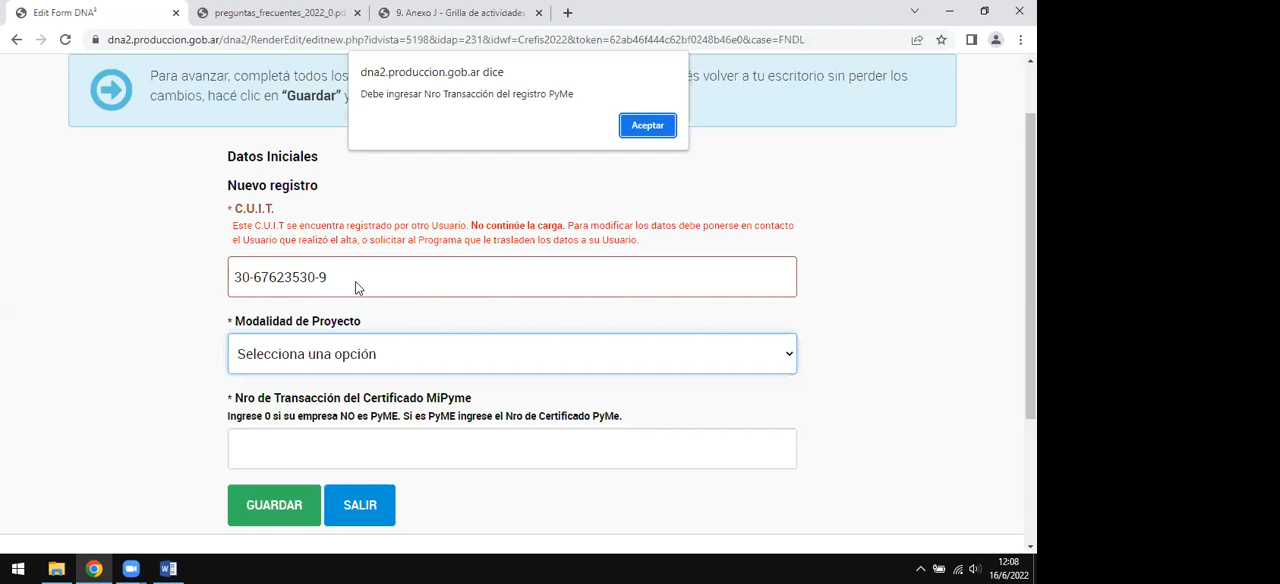 Edit Form DNA²
preguntas_frecuentes_2022_0.pd
9. Anexo J - Grilla de actividades
dna2.produccion.gob.ar/dna2/RenderEdit/editnew.php?idvista=5198&idap=231&idwf=Crefis2022&token=62ab46f444c62bf0248b46e0&case=FNDL
Para avanzar, completá todos los
és volver a tu escritorio sin perder los
cambios, hacé clic en “Guardar” y
dna2.produccion.gob.ar dice
Debe ingresar Nro Transacción del registro PyMe
Aceptar
Datos Iniciales
Nuevo registro
* C.U.I.T.
Este C.U.I.T se encuentra registrado por otro Usuario. No continúe la carga. Para modificar los datos debe ponerse en contacto
el Usuario que realizó el alta, o solicitar al Programa que le trasladen los datos a su Usuario.
30-67623530-9
* Modalidad de Proyecto
Selecciona una opción
* Nro de Transacción del Certificado MiPyme
Ingrese 0 si su empresa NO es PyME. Si es PyME ingrese el Nro de Certificado PyMe.
GUARDAR
SALIR
12:08
16/6/2022